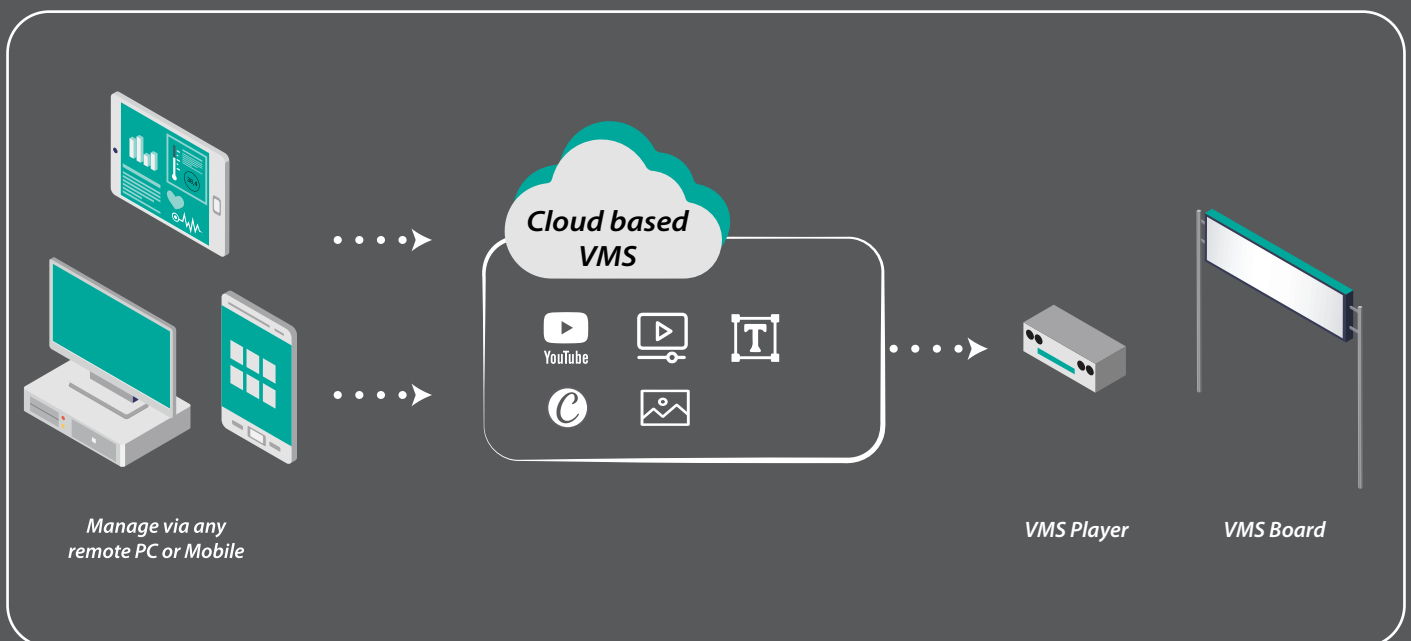 Cloud based
VMS
YouTube
T
C
Manage via any
remote PC or Mobile
VMS Player
VMS Board